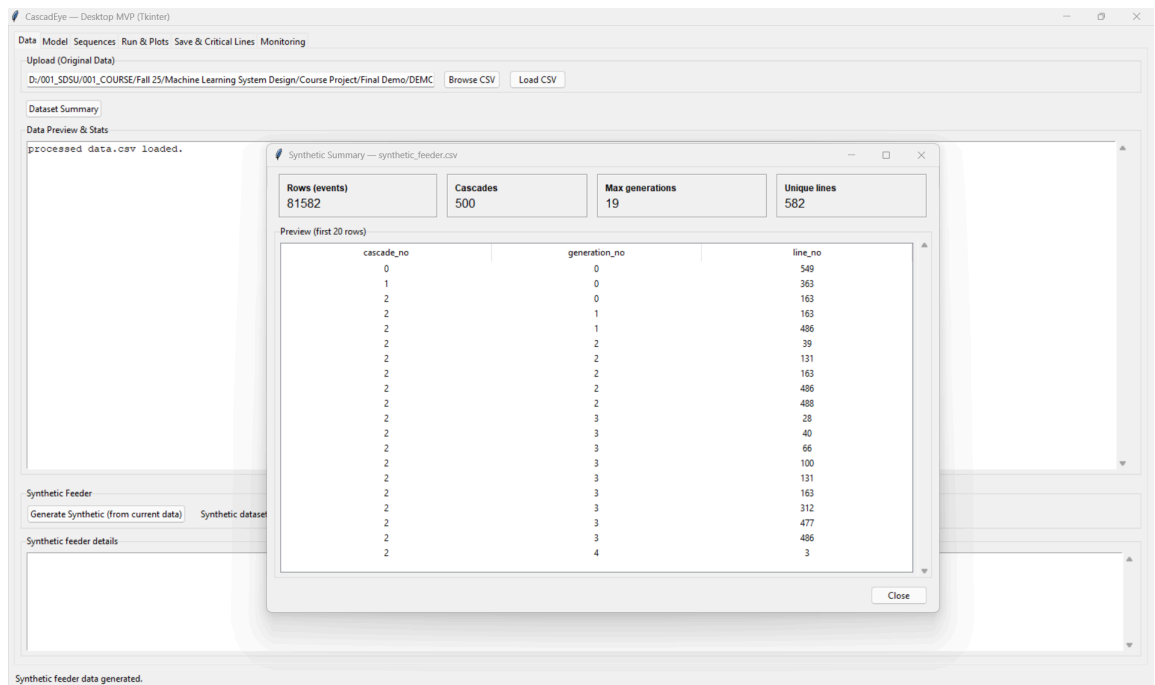 CascadEye — Desktop MVP (Tkinter)
Data Model Sequences Run & Plots Save & Critical Lines Monitoring
Upload (Original Data)
D:/001_SDSU/001_COURSE/Fall 25/Machine Learning System Design/Course Project/Final Demo/DEMC Browse CSV Load CSV
Dataset Summary
Data Preview & Stats
processed data.csv loaded.
Synthetic Summary — synthetic_feeder.csv
Rows (events) Cascades Max generations Unique lines
81582 500 19 582
Preview (first 20 rows)
cascade_no generation_no line_no
0 0 549
1 0 363
2 0 163
2 1 163
2 1 486
2 2 39
2 2 131
2 2 163
2 2 486
2 2 488
2 3 28
2 3 40
2 3 66
2 3 100
2 3 131
2 3 163
2 3 312
2 3 477
2 3 486
2 4 3
Close
Synthetic Feeder
Generate Synthetic (from current data) Synthetic dataset
Synthetic feeder details
Synthetic feeder data generated.